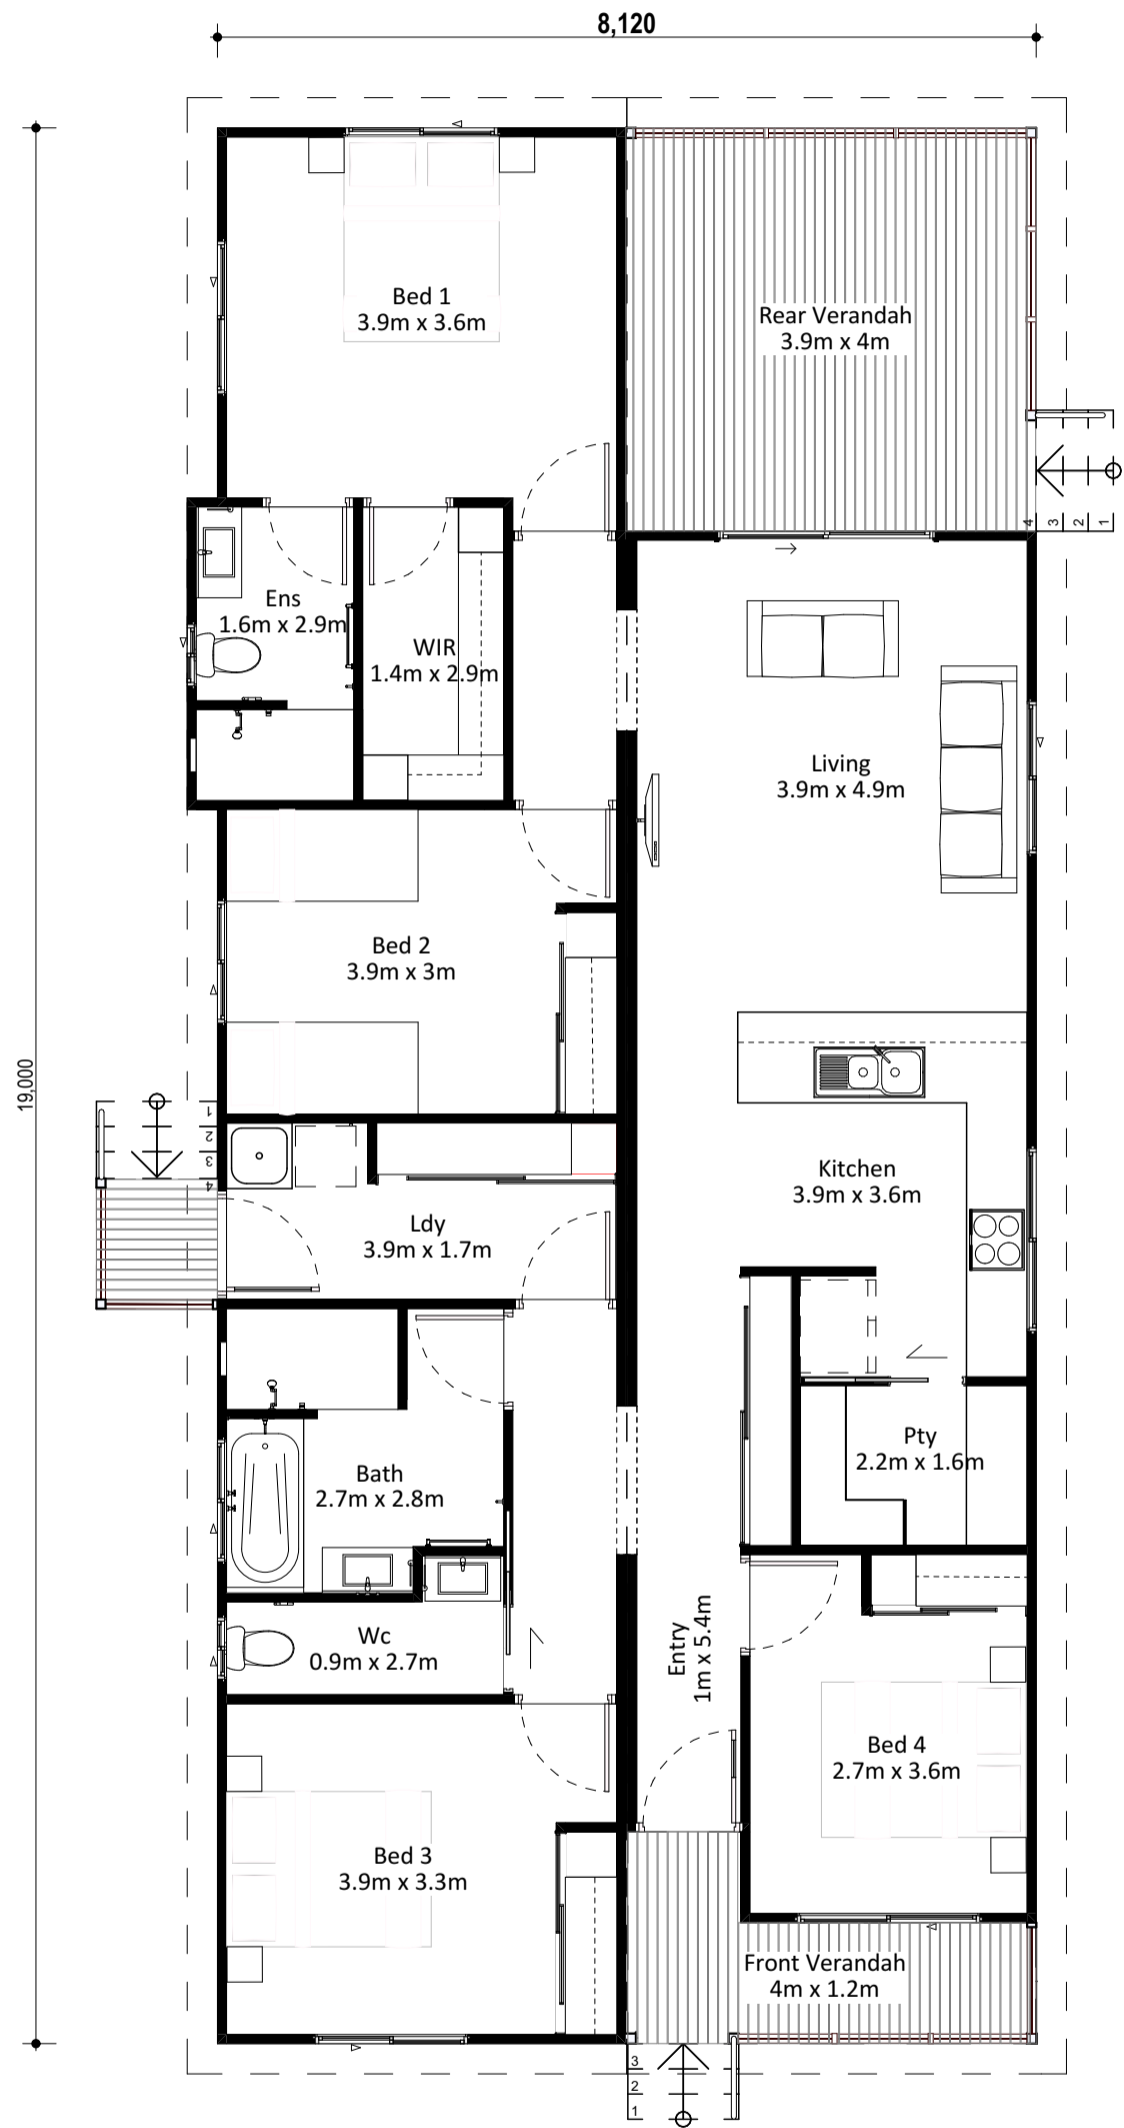 8,120
Bed 1
3.9m x 3.6m
Rear Verandah
3.9m x 4m
4
3
2
1
Ens
1.6m x 2.9m
WIR
1.4m x 2.9m
Living
3.9m x 4.9m
Bed 2
3.9m x 3m
19,000
1
2
3
4
Kitchen
3.9m x 3.6m
Ldy
3.9m x 1.7m
Pty
2.2m x 1.6m
Bath
2.7m x 2.8m
Entry
1m x 5.4m
Wc
0.9m x 2.7m
Bed 4
2.7m x 3.6m
Bed 3
3.9m x 3.3m
Front Verandah
4m x 1.2m
3
2
1